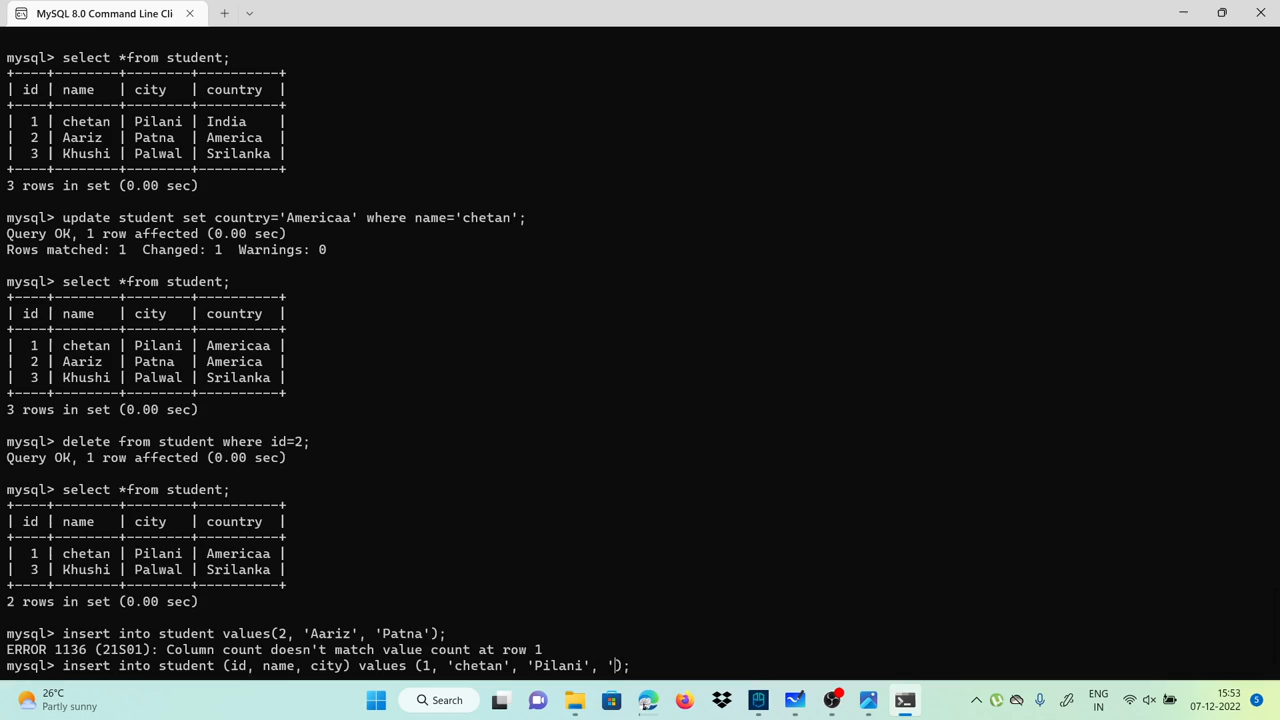 MySQL 8.0 Command Line Cli
mysql> select *from student;
+----+--------+--------+----------+
| id | name   | city   | country  |
+----+--------+--------+----------+
|  1 | chetan | Pilani | India    |
|  2 | Aariz  | Patna  | America  |
|  3 | Khushi | Palwal | Srilanka |
+----+--------+--------+----------+
3 rows in set (0.00 sec)
mysql> update student set country='Americaa' where name='chetan';
Query OK, 1 row affected (0.00 sec)
Rows matched: 1  Changed: 1  Warnings: 0
mysql> select *from student;
+----+--------+--------+----------+
| id | name   | city   | country  |
+----+--------+--------+----------+
|  1 | chetan | Pilani | Americaa |
|  2 | Aariz  | Patna  | America  |
|  3 | Khushi | Palwal | Srilanka |
+----+--------+--------+----------+
3 rows in set (0.00 sec)
mysql> delete from student where id=2;
Query OK, 1 row affected (0.00 sec)
mysql> select *from student;
+----+--------+--------+----------+
| id | name   | city   | country  |
+----+--------+--------+----------+
|  1 | chetan | Pilani | Americaa |
|  3 | Khushi | Palwal | Srilanka |
+----+--------+--------+----------+
2 rows in set (0.00 sec)
mysql> insert into student values(2, 'Aariz', 'Patna');
ERROR 1136 (21S01): Column count doesn't match value count at row 1
mysql> insert into student (id, name, city) values (1, 'chetan', 'Pilani', ');
26°C
Partly sunny
Search
ENG
IN
15:53
07-12-2022
5